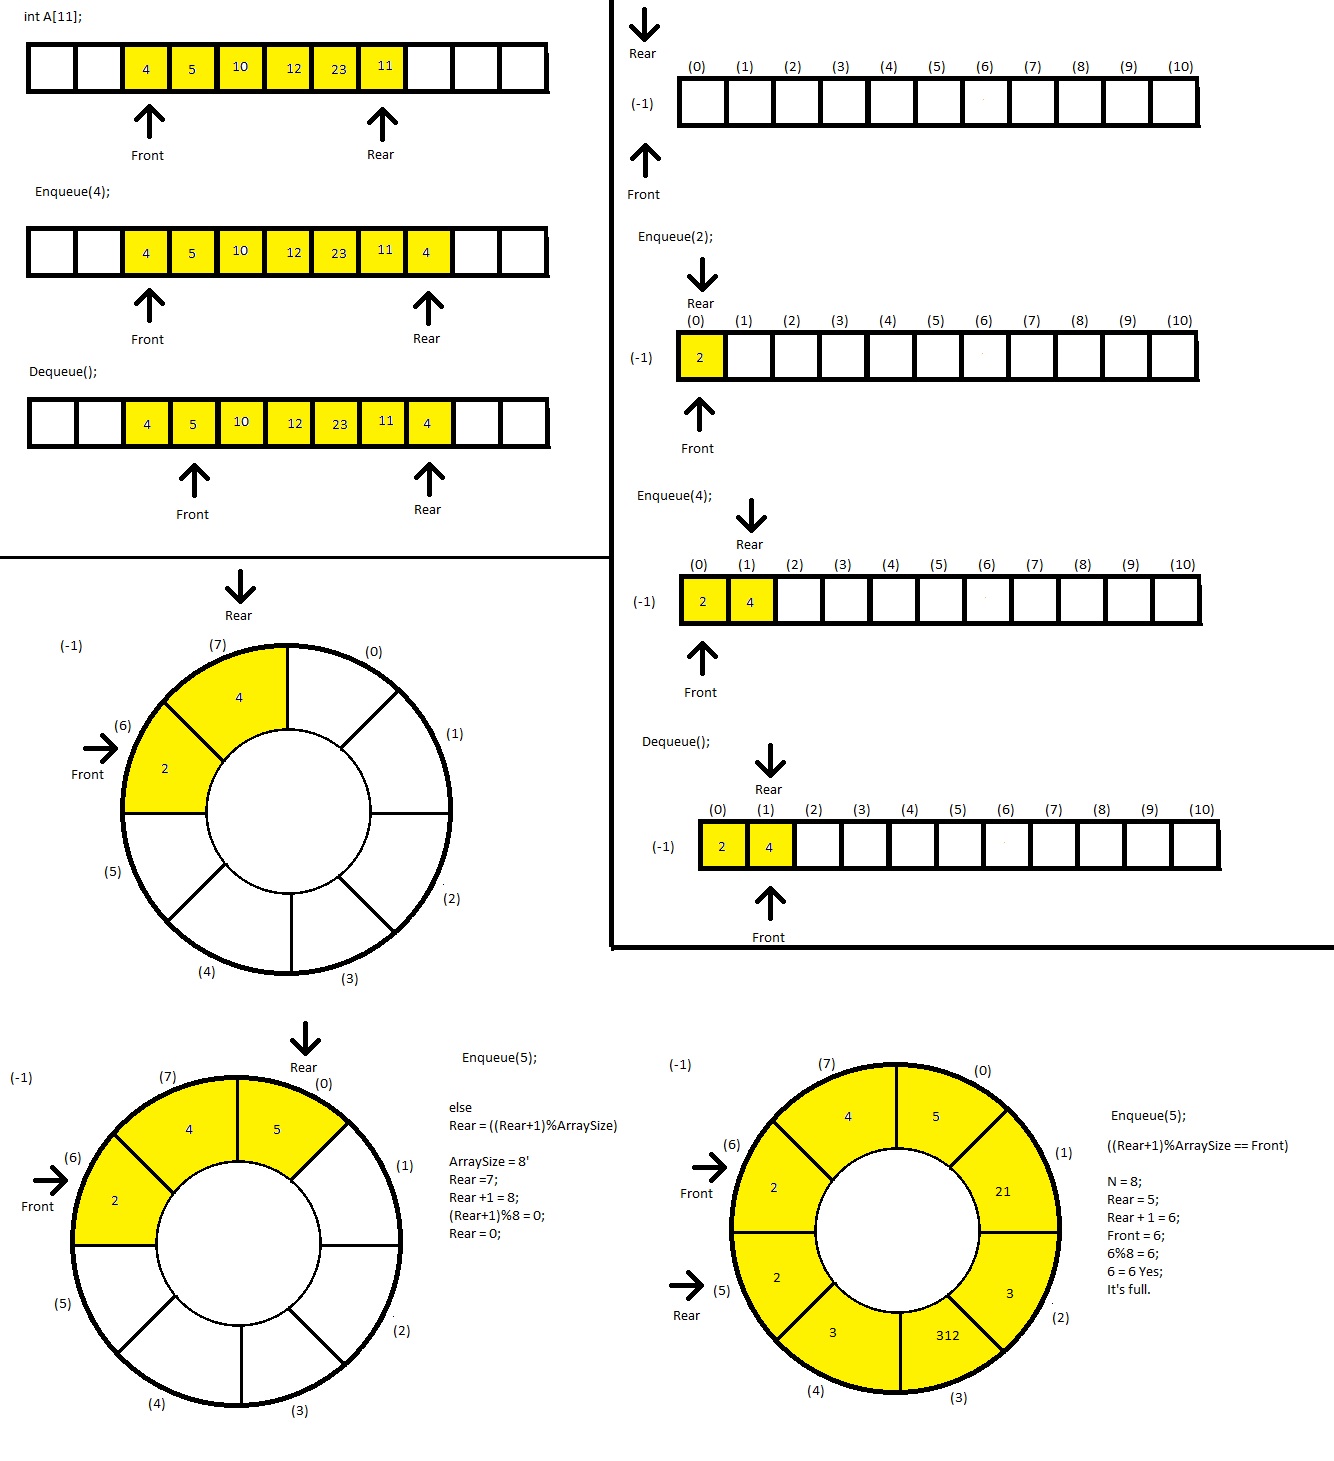 int A[11];
4 5 10 12 23 11
Front Rear
Enqueue(4);
4 5 10 12 23 11 4
Front Rear
Dequeue();
4 5 10 12 23 11 4
Front Rear
Rear
(0) (1) (2) (3) (4) (5) (6) (7) (8) (9) (10)
(-1)
Front
Enqueue(2);
Rear
(0) (1) (2) (3) (4) (5) (6) (7) (8) (9) (10)
(-1) 2
Front
Enqueue(4);
Rear
(0) (1) (2) (3) (4) (5) (6) (7) (8) (9) (10)
(-1) 2 4
Front
Dequeue();
Rear
(0) (1) (2) (3) (4) (5) (6) (7) (8) (9) (10)
(-1) 2 4
Front
Rear
(-1) (7) (0)
4
(6) (1)
Front 2
(5)
(2)
(4) (3)
Rear
(-1) (7) (0)
4 5
(6) (1)
Front 2
(5)
(2)
(4) (3)
Enqueue(5);
else
Rear = ((Rear+1)%ArraySize)
ArraySize = 8'
Rear =7;
Rear +1 = 8;
(Rear+1)%8 = 0;
Rear = 0;
(-1) (7) (0)
4 5
(6) (1)
Front 2 21
2 3
(5) (2)
Rear 3 312
(4) (3)
Enqueue(5);
((Rear+1)%ArraySize == Front)
N = 8;
Rear = 5;
Rear + 1 = 6;
Front = 6;
6%8 = 6;
6 = 6 Yes;
It's full.